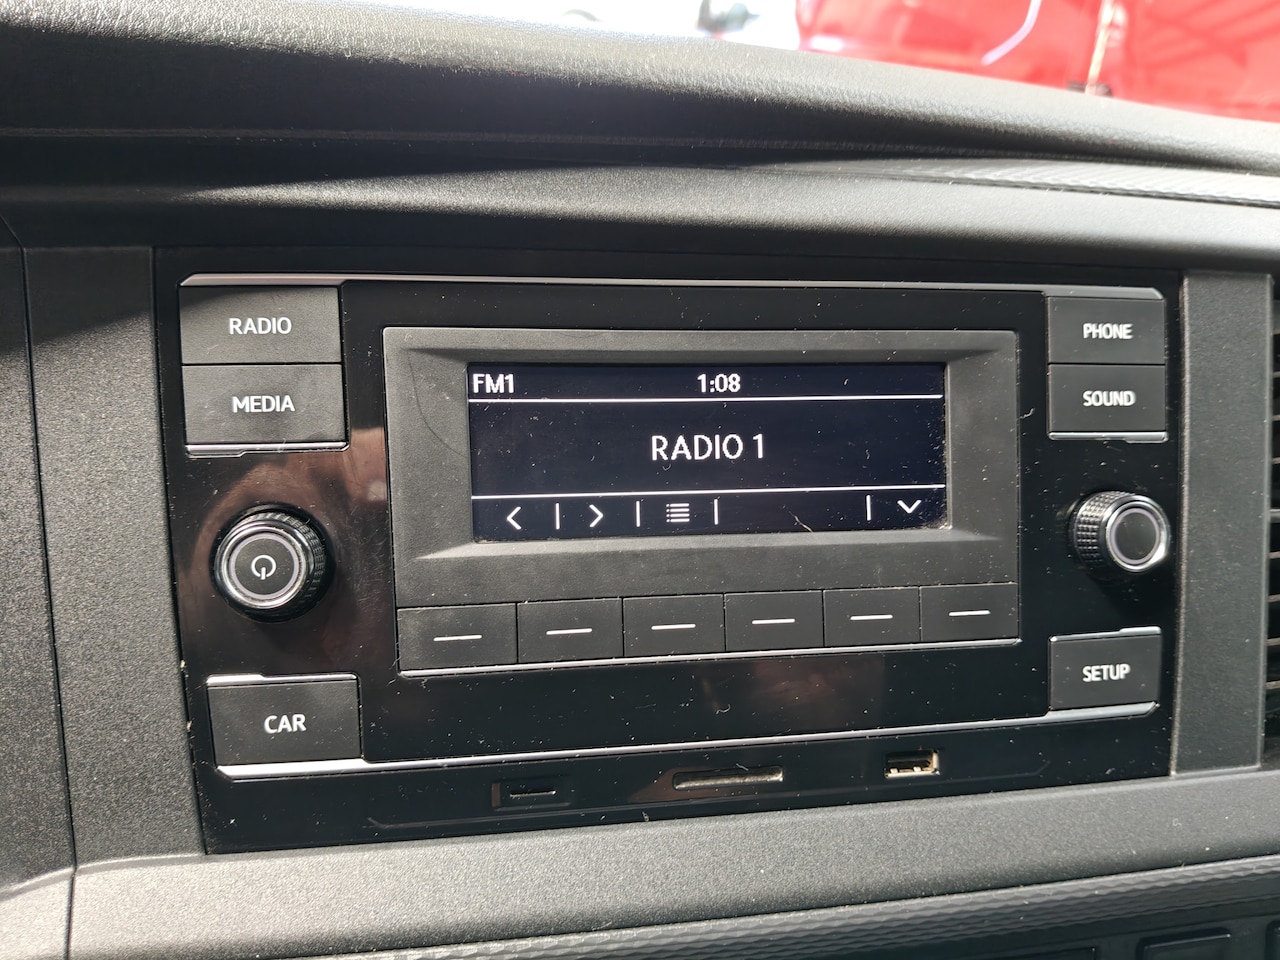 RADIO
MEDIA
FM1 1:08
RADIO 1
PHONE
SOUND
CAR
SETUP